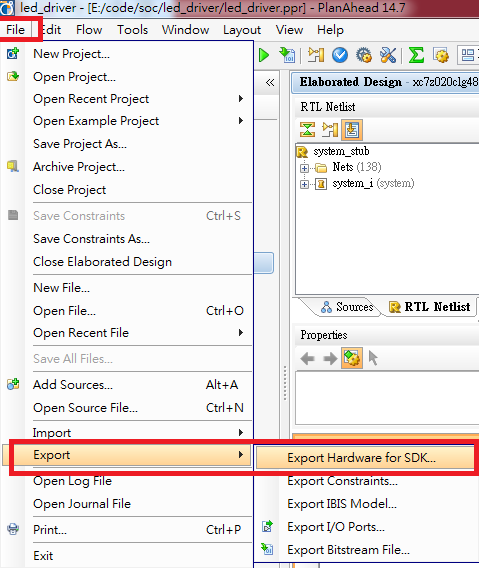 led_driver - [E:/code/soc/led_driver/led_driver.ppr] - PlanAhead 14.7
File Edit Flow Tools Window Layout View Help
New Project...
Open Project...
Open Recent Project
Open Example Project
Save Project As...
Archive Project...
Close Project
Save Constraints Ctrl+S
Save Constraints As...
Close Elaborated Design
New File...
Open File... Ctrl+O
Open Recent File
Save All Files...
Add Sources... Alt+A
Open Source File... Ctrl+N
Import
Export
Open Log File
Open Journal File
Print... Ctrl+P
Exit
Export Hardware for SDK...
Export Constraints...
Export IBIS Model...
Export I/O Ports...
Export Bitstream File...
Elaborated Design - xc7z020clg48
RTL Netlist
system_stub
Nets (138)
system_i (system)
Sources RTL Netlist
Properties